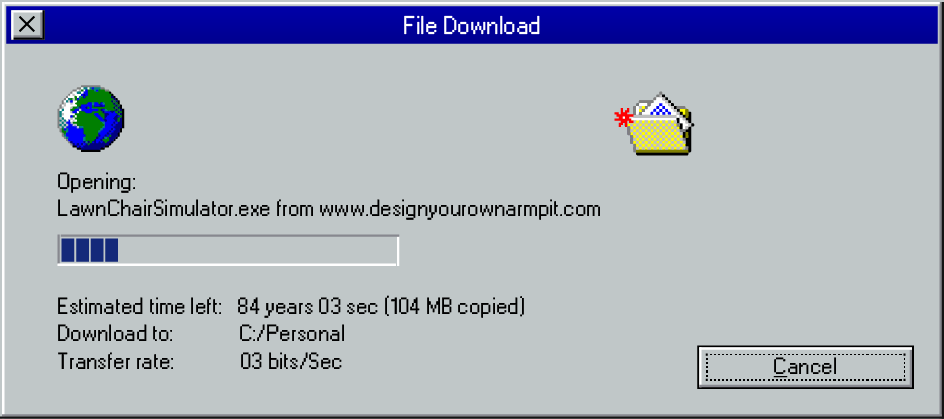 File Download
Opening:
LawnChairSimulator.exe from www.designyourownarmpit.com
Estimated time left: 84 years 03 sec (104 MB copied)
Download to: C:/Personal
Transfer rate: 03 bits/Sec
Cancel